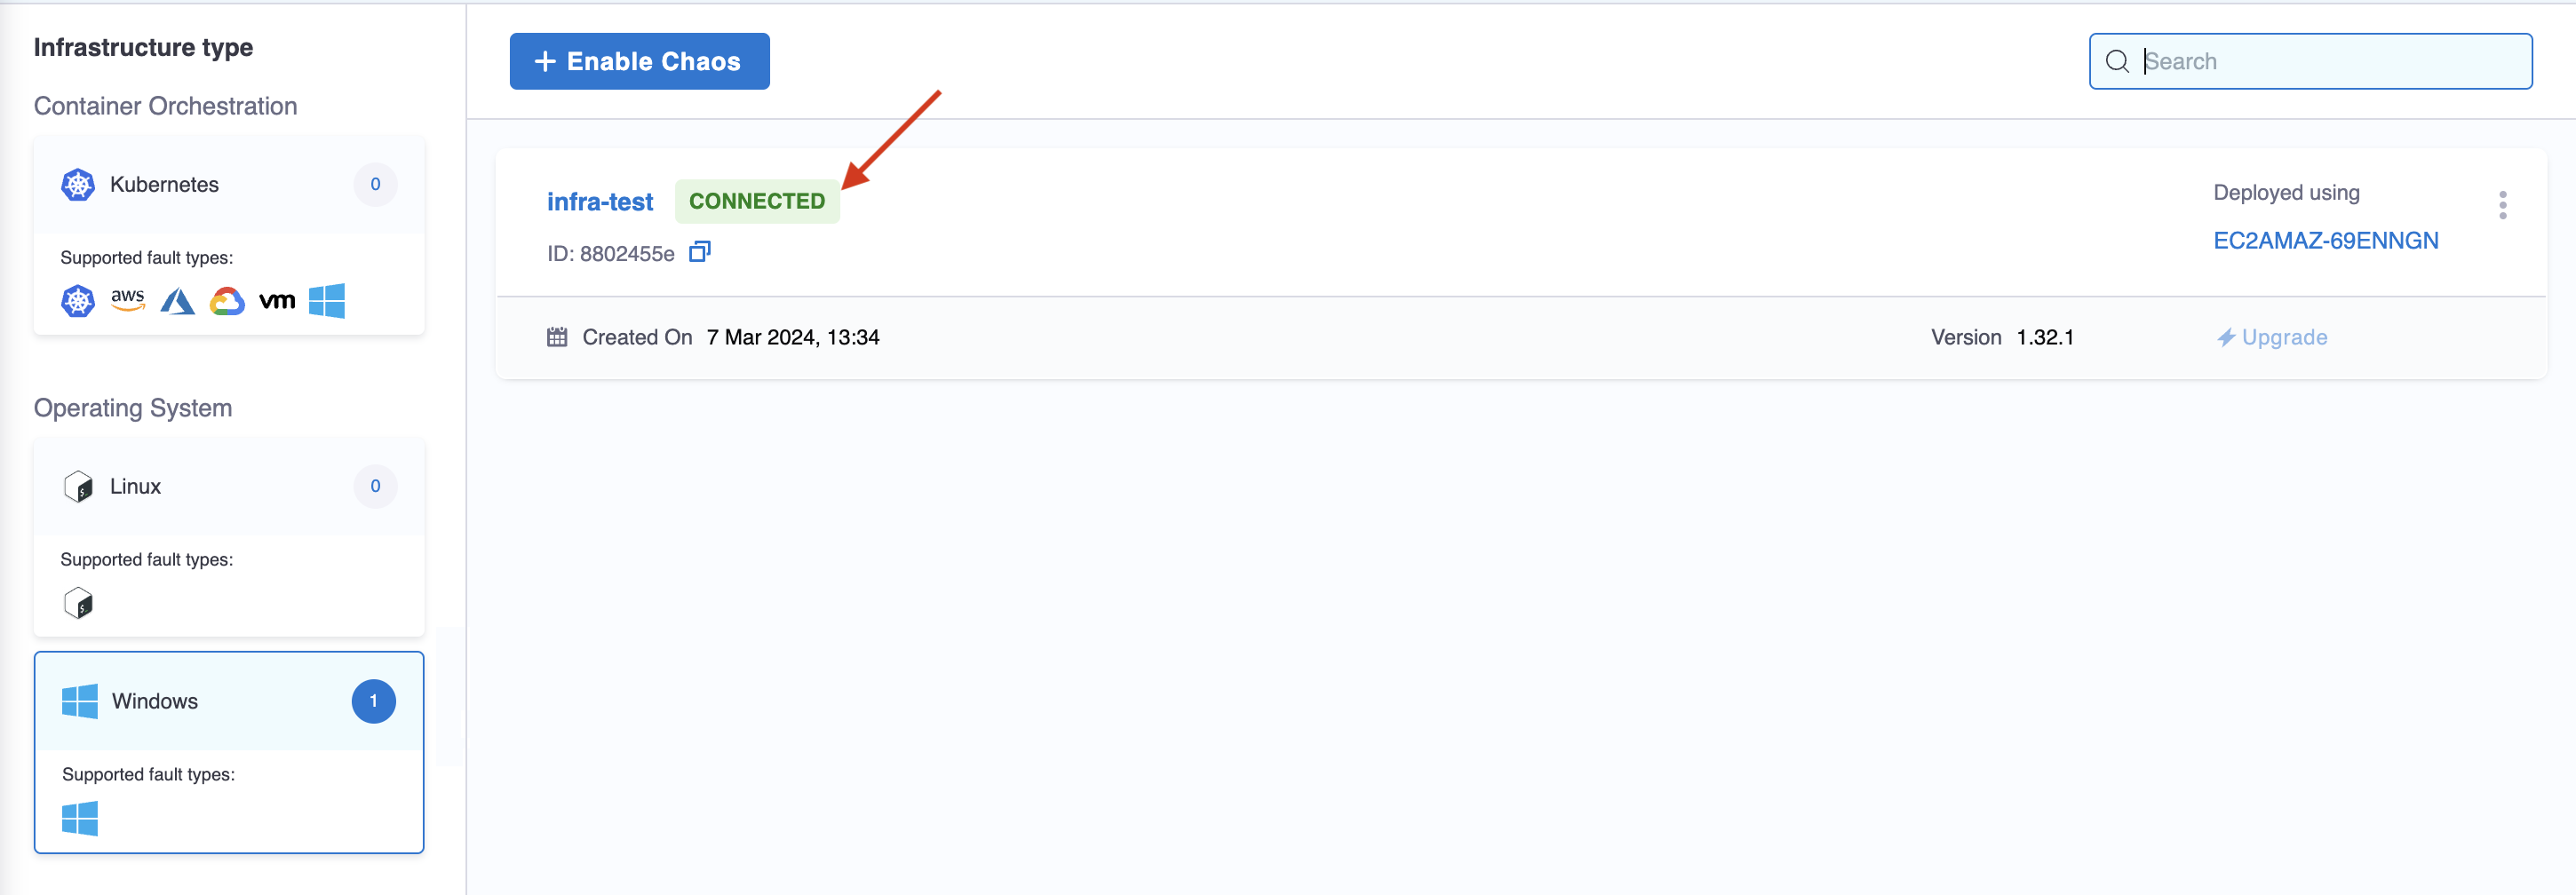 Infrastructure type
Container Orchestration
Kubernetes 0
Supported fault types:
aws vm
Operating System
Linux 0
Supported fault types:
Windows 1
Supported fault types:
+ Enable Chaos
Search
infra-test CONNECTED
ID: 8802455e
Deployed using
EC2AMAZ-69ENNGN
Created On 7 Mar 2024, 13:34
Version 1.32.1
Upgrade